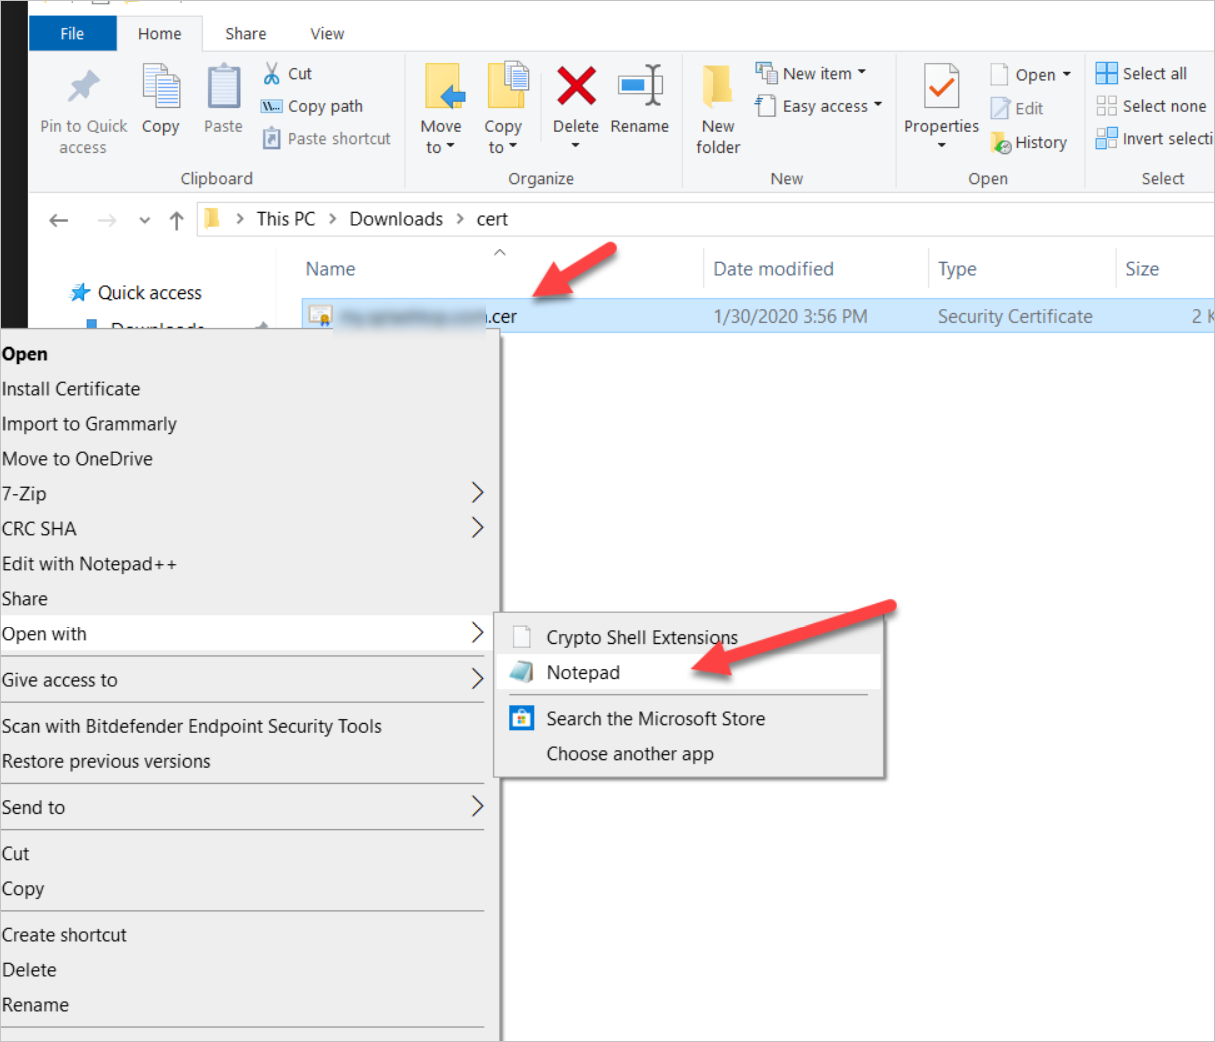 File Home Share View
Pin to Quick access
Copy
Paste
Cut
Copy path
Paste shortcut
Clipboard
Move to
Copy to
Delete
Rename
Organize
New folder
New item
Easy access
New
Properties
Open
Edit
History
Open
Select all
Select none
Invert selecti
Select
This PC > Downloads > cert
Name Date modified Type Size
Quick access
Downloads
.cer 1/30/2020 3:56 PM Security Certificate 2 K
Open
Install Certificate
Import to Grammarly
Move to OneDrive
7-Zip
CRC SHA
Edit with Notepad++
Share
Open with
Crypto Shell Extensions
Notepad
Search the Microsoft Store
Choose another app
Give access to
Scan with Bitdefender Endpoint Security Tools
Restore previous versions
Send to
Cut
Copy
Create shortcut
Delete
Rename